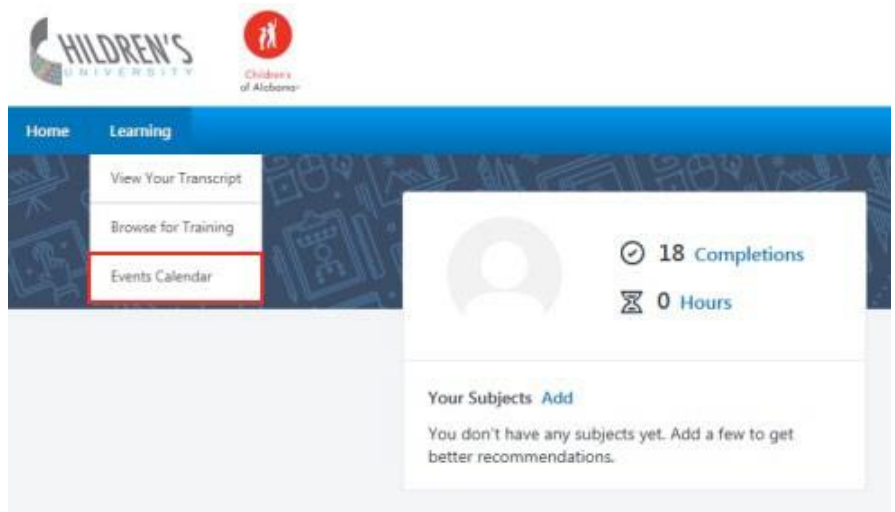 CHILDREN'S
UNIVERSITY
Children's
of Alabama
Home Learning
View Your Transcript
Browse for Training
Events Calendar
18 Completions
0 Hours
Your Subjects Add
You don't have any subjects yet. Add a few to get
better recommendations.